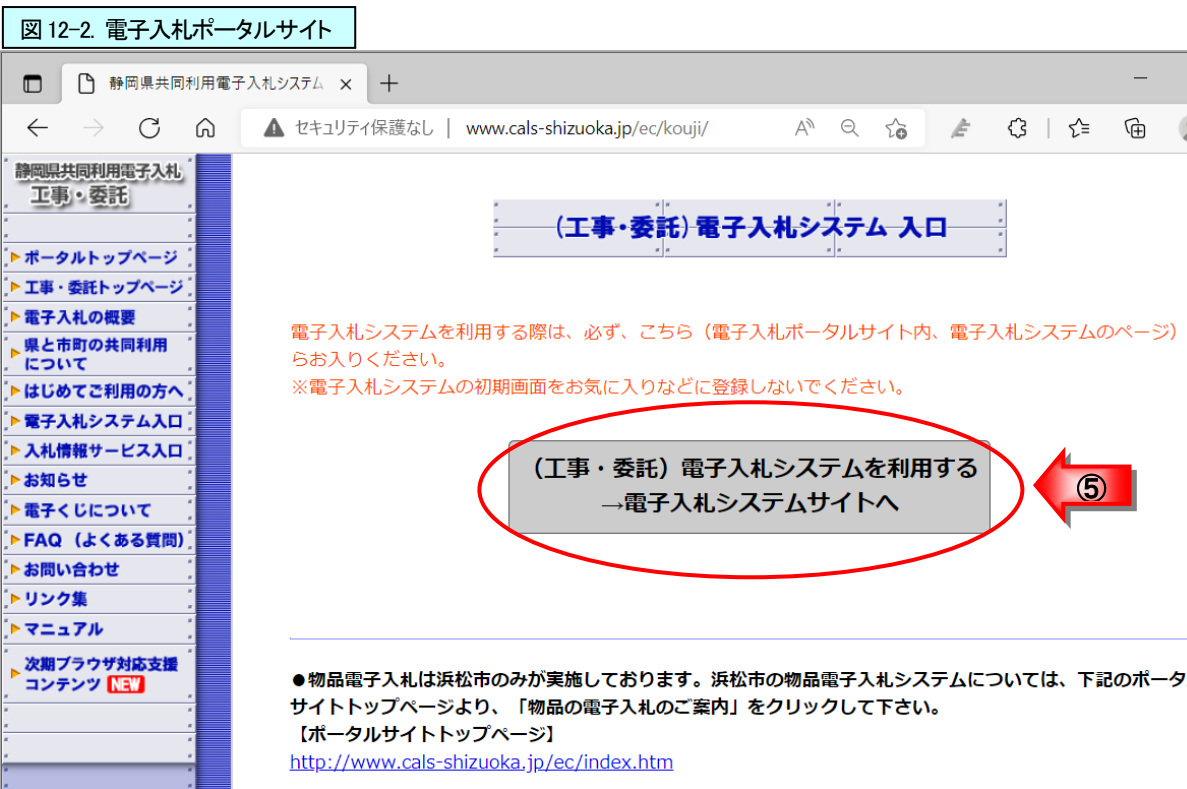 図 12-2. 電子入札ポータルサイト
静岡県共同利用電子入札システム
セキュリティ保護なし | www.cals-shizuoka.jp/ec/kouji/
静岡県共同利用電子入札
工事・委託
ポータルトップページ
工事・委託トップページ
電子入札の概要
県と市町の共同利用
について
はじめてご利用の方へ
電子入札システム入口
入札情報サービス入口
お知らせ
電子くじについて
FAQ （よくある質問）
お問い合わせ
リンク集
マニュアル
次期ブラウザ対応支援
コンテンツ NEW
（工事・委託）電子入札システム 入口
電子入札システムを利用する際は、必ず、こちら（電子入札ポータルサイト内、電子入札システムのページ）
らお入りください。
※電子入札システムの初期画面をお気に入りなどに登録しないでください。
（工事・委託）電子入札システムを利用する
→電子入札システムサイトへ
⑤
●物品電子入札は浜松市のみが実施しております。浜松市の物品電子入札システムについては、下記のポータ
サイトトップページより、「物品の電子入札のご案内」をクリックして下さい。
【ポータルサイトトップページ】
http://www.cals-shizuoka.jp/ec/index.htm